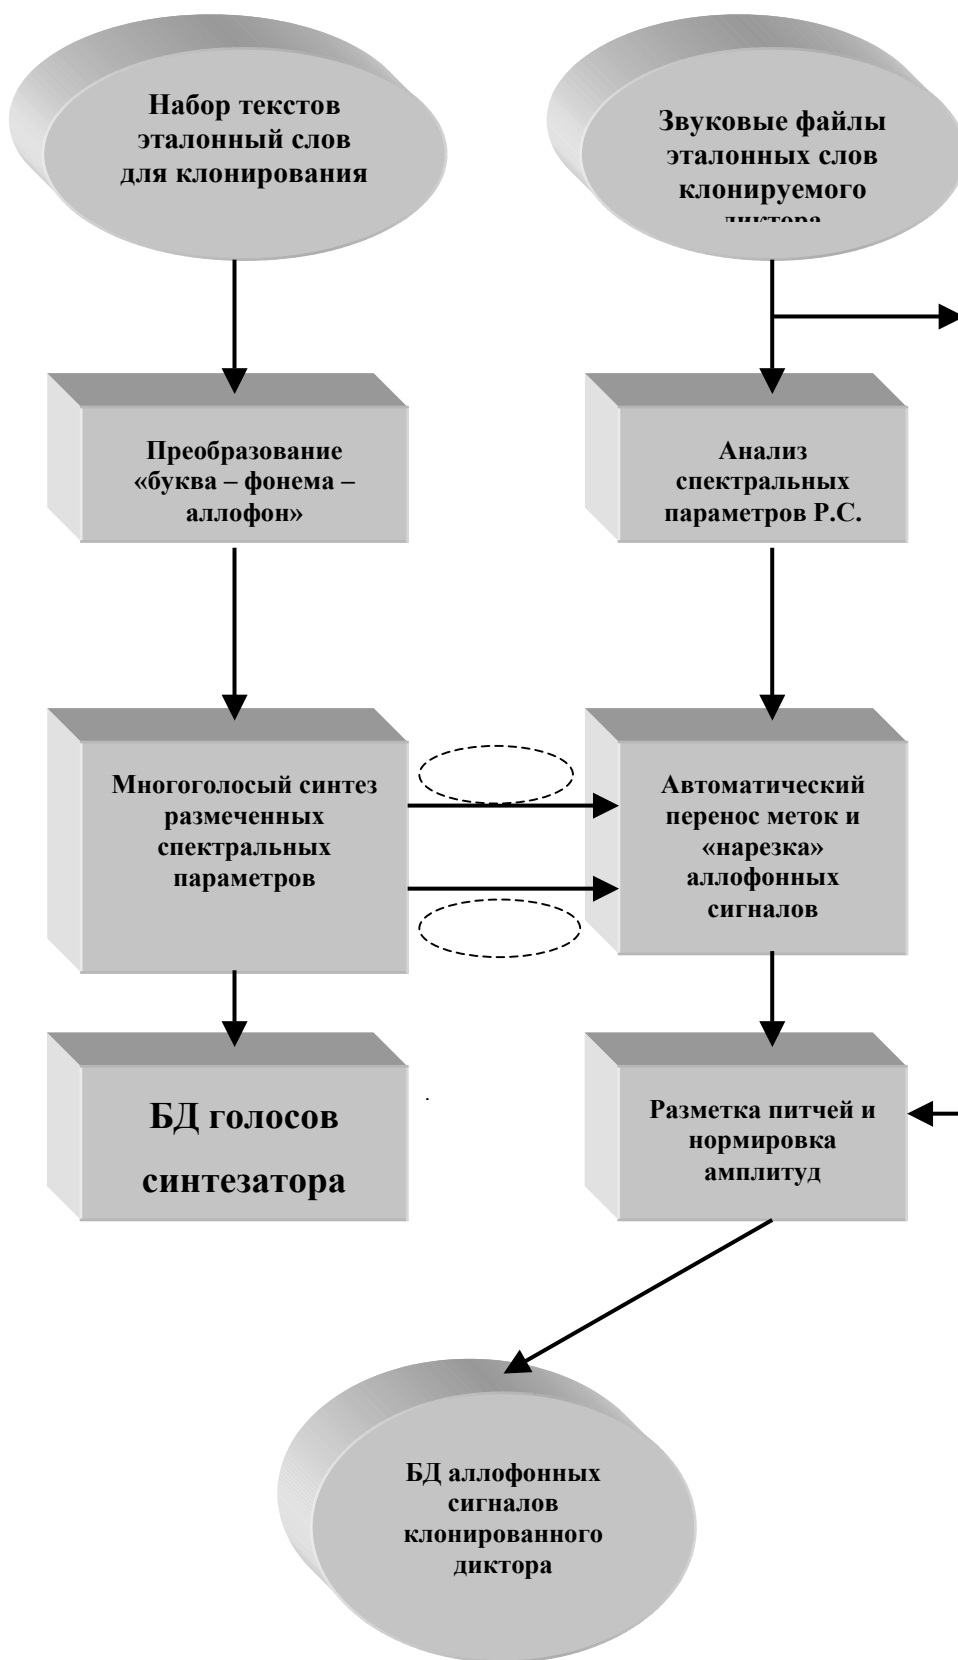 Набор текстов
эталонный слов
для клонирования
Звуковые файлы
эталонных слов
клонируемого
диктора
Преобразование
«буква – фонема –
аллофон»
Анализ
спектральных
параметров Р.С.
Многоголосый синтез
размеченных
спектральных
параметров
Автоматический
перенос меток и
«нарезка»
аллофонных
сигналов
БД голосов
синтезатора
Разметка питчей и
нормировка
амплитуд
БД аллофонных
сигналов
клонированного
диктора